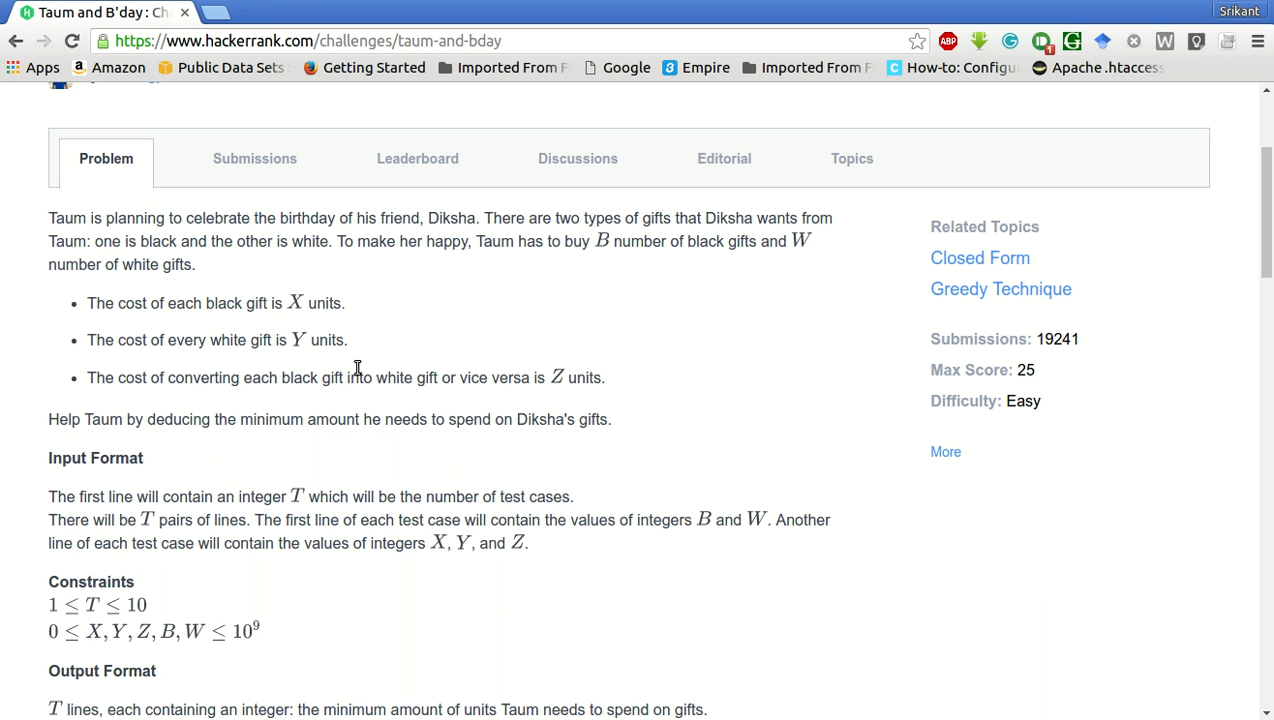 Taum and B'day : Ch
Srikant
https://www.hackerrank.com/challenges/taum-and-bday
ABP
1
G
W
Apps
Amazon
Public Data Sets
Getting Started
Imported From F
Google
Empire
Imported From F
How-to: Configu
Apache .htaccess
Problem
Submissions
Leaderboard
Discussions
Editorial
Topics
Taum is planning to celebrate the birthday of his friend, Diksha. There are two types of gifts that Diksha wants from
Taum: one is black and the other is white. To make her happy, Taum has to buy B number of black gifts and W
number of white gifts.
• The cost of each black gift is X units.
• The cost of every white gift is Y units.
• The cost of converting each black gift into white gift or vice versa is Z units.
Help Taum by deducing the minimum amount he needs to spend on Diksha's gifts.
Input Format
The first line will contain an integer T which will be the number of test cases.
There will be T pairs of lines. The first line of each test case will contain the values of integers B and W. Another
line of each test case will contain the values of integers X, Y, and Z.
Constraints
1 ≤ T ≤ 10
0 ≤ X, Y, Z, B, W ≤ 10⁹
Output Format
T lines, each containing an integer: the minimum amount of units Taum needs to spend on gifts.
Related Topics
Closed Form
Greedy Technique
Submissions: 19241
Max Score: 25
Difficulty: Easy
More